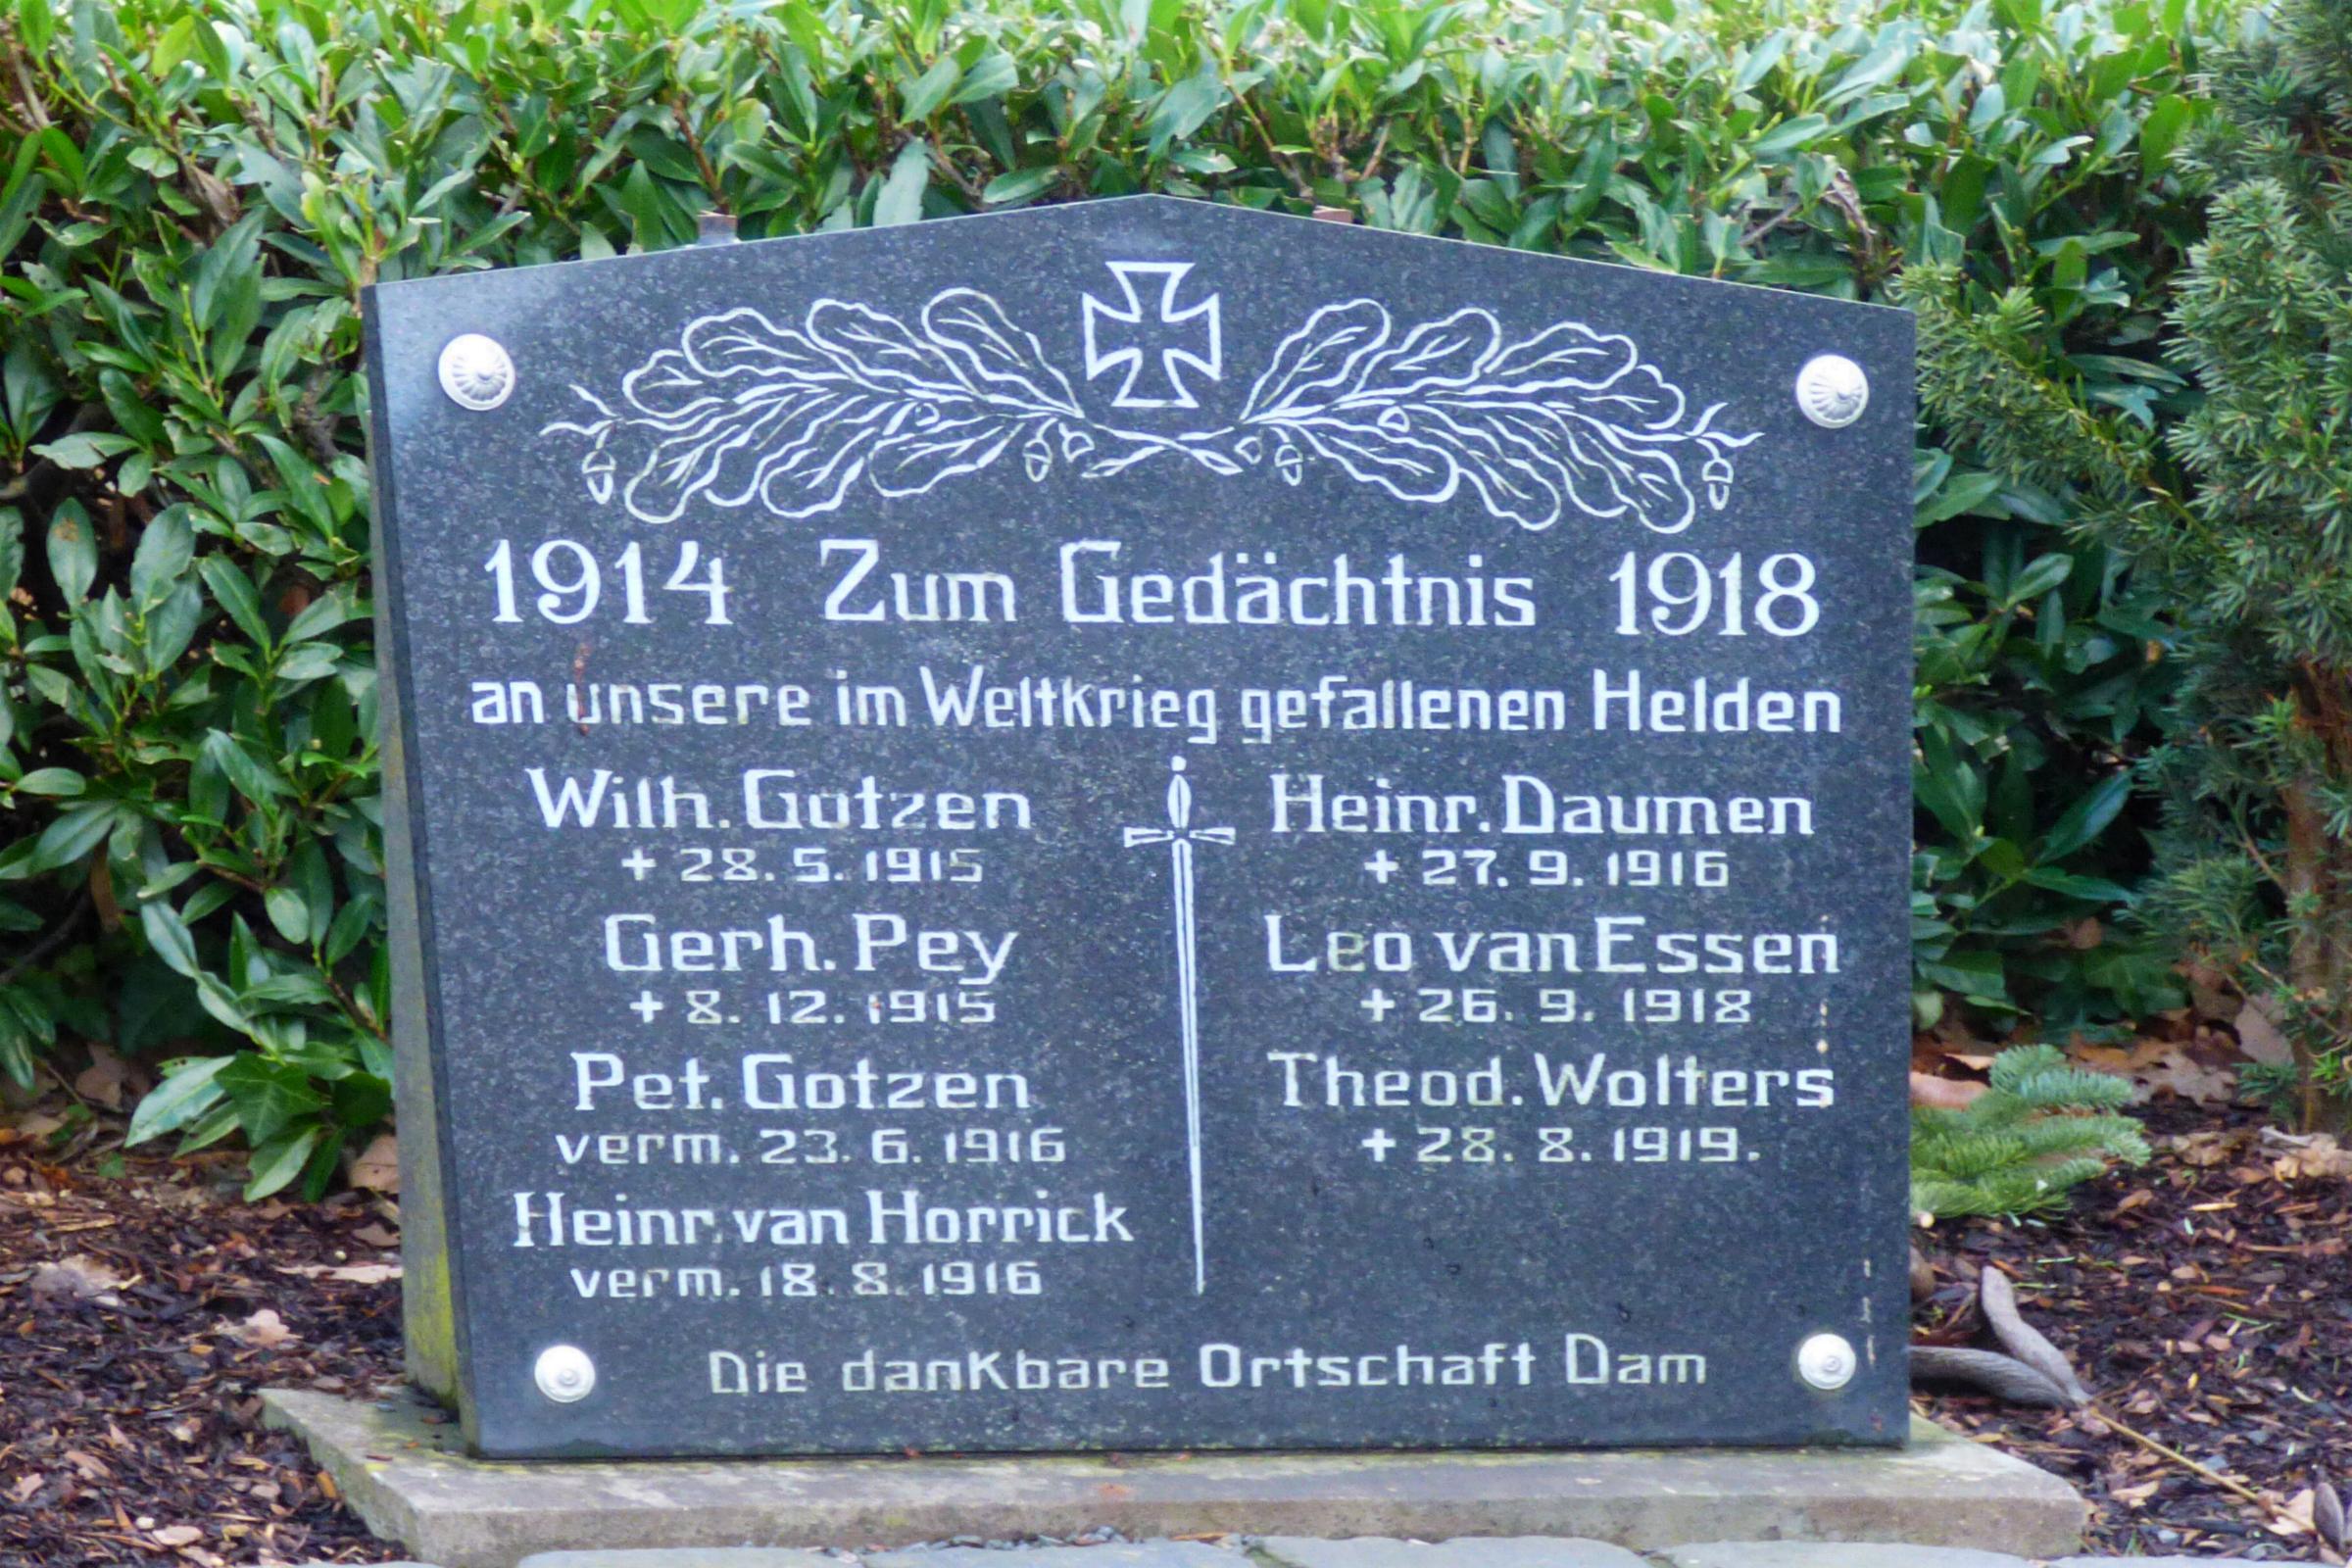 1914 Zum Gedächtnis 1918
an unsere im Weltkrieg gefallenen Helden
Wilh. Gotzen
+ 28. 5. 1915
Gerh. Pey
+ 8. 12. 1915
Pet. Gotzen
verm. 23. 6. 1916
Heinr. van Horrick
verm. 18. 8. 1916
Heinr. Daumen
+ 27. 9. 1916
Leo van Essen
+ 26. 9. 1918
Theod. Wolters
+ 28. 8. 1919.
Die dankbare Ortschaft Dam